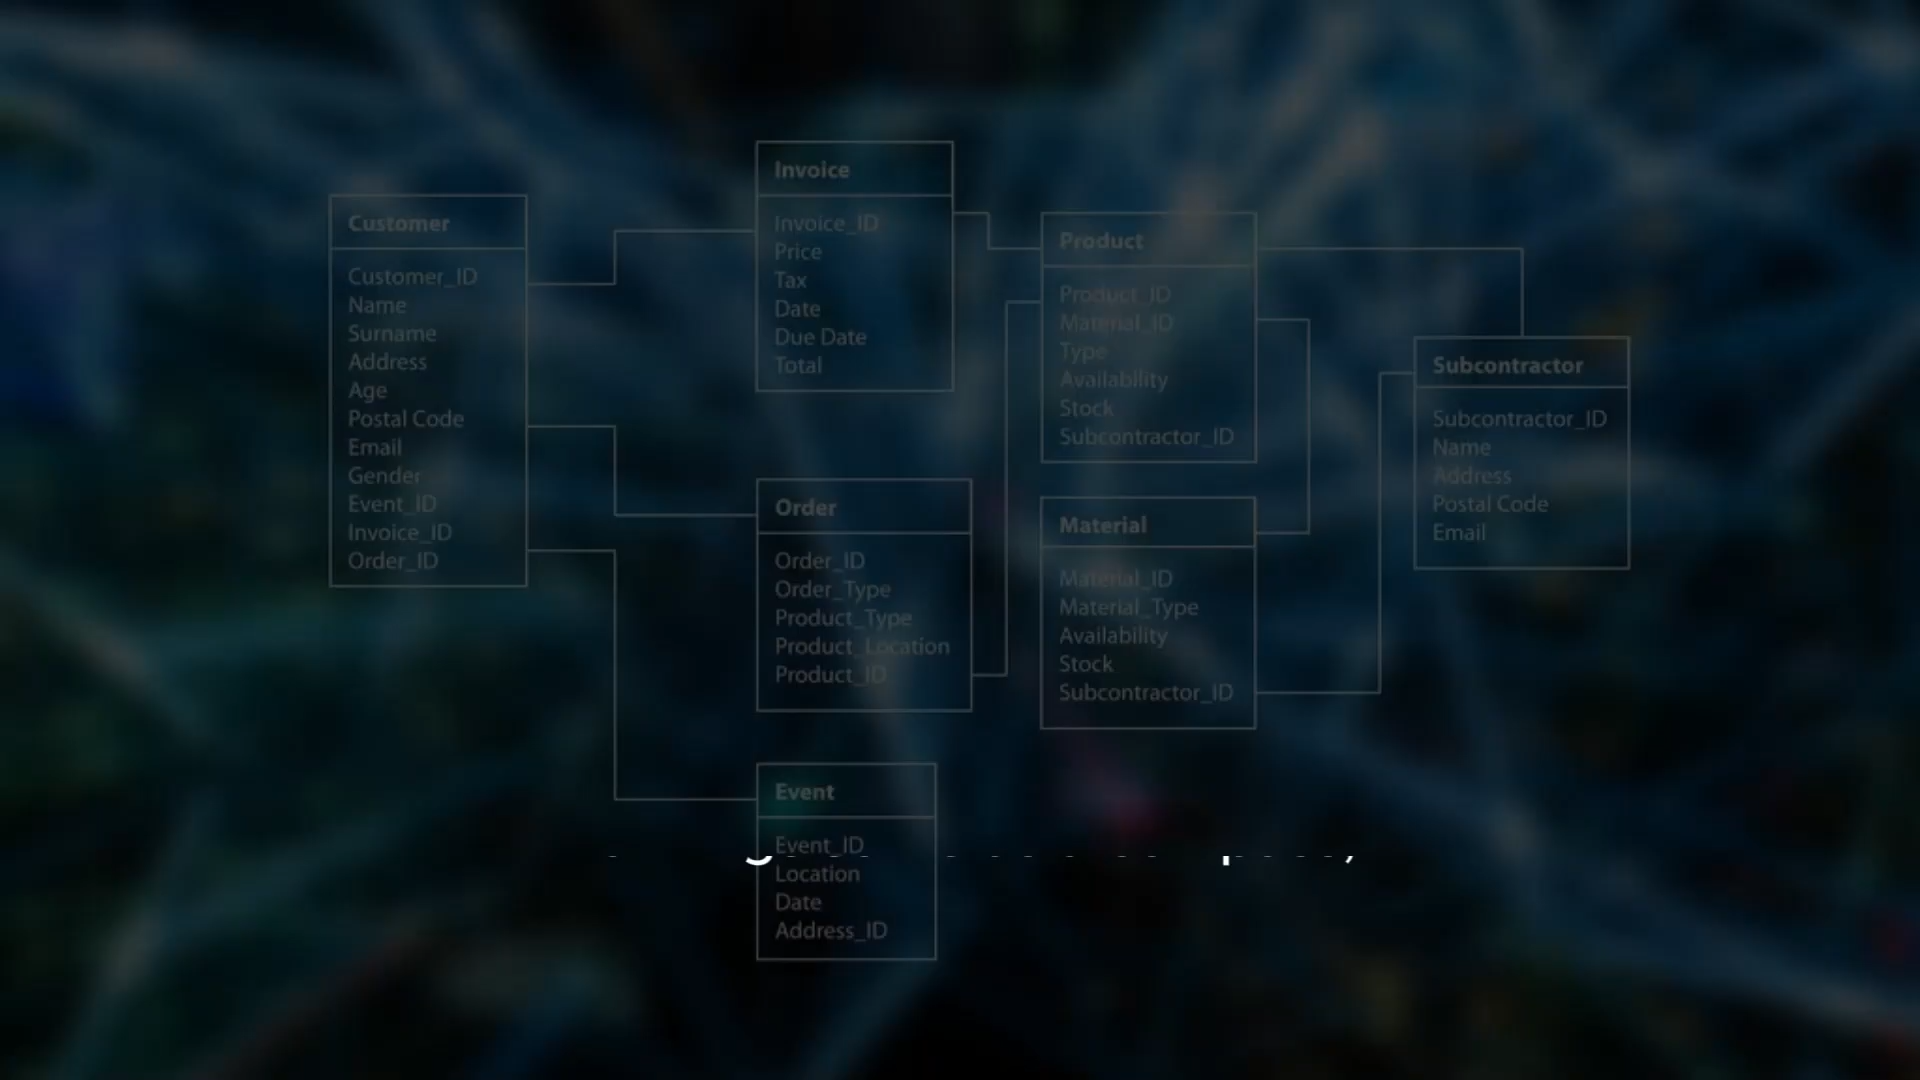 Customer
Customer_ID
Name
Surname
Address
Age
Postal Code
Email
Gender
Event_ID
Invoice_ID
Order_ID
Invoice
Invoice_ID
Price
Tax
Date
Due Date
Total
Order
Order_ID
Order_Type
Product_Type
Product_Location
Product_ID
Event
Event_ID
Location
Date
Address_ID
Product
Product_ID
Material_ID
Type
Availability
Stock
Subcontractor_ID
Material
Material_ID
Material_Type
Availability
Stock
Subcontractor_ID
Subcontractor
Subcontractor_ID
Name
Address
Postal Code
Email